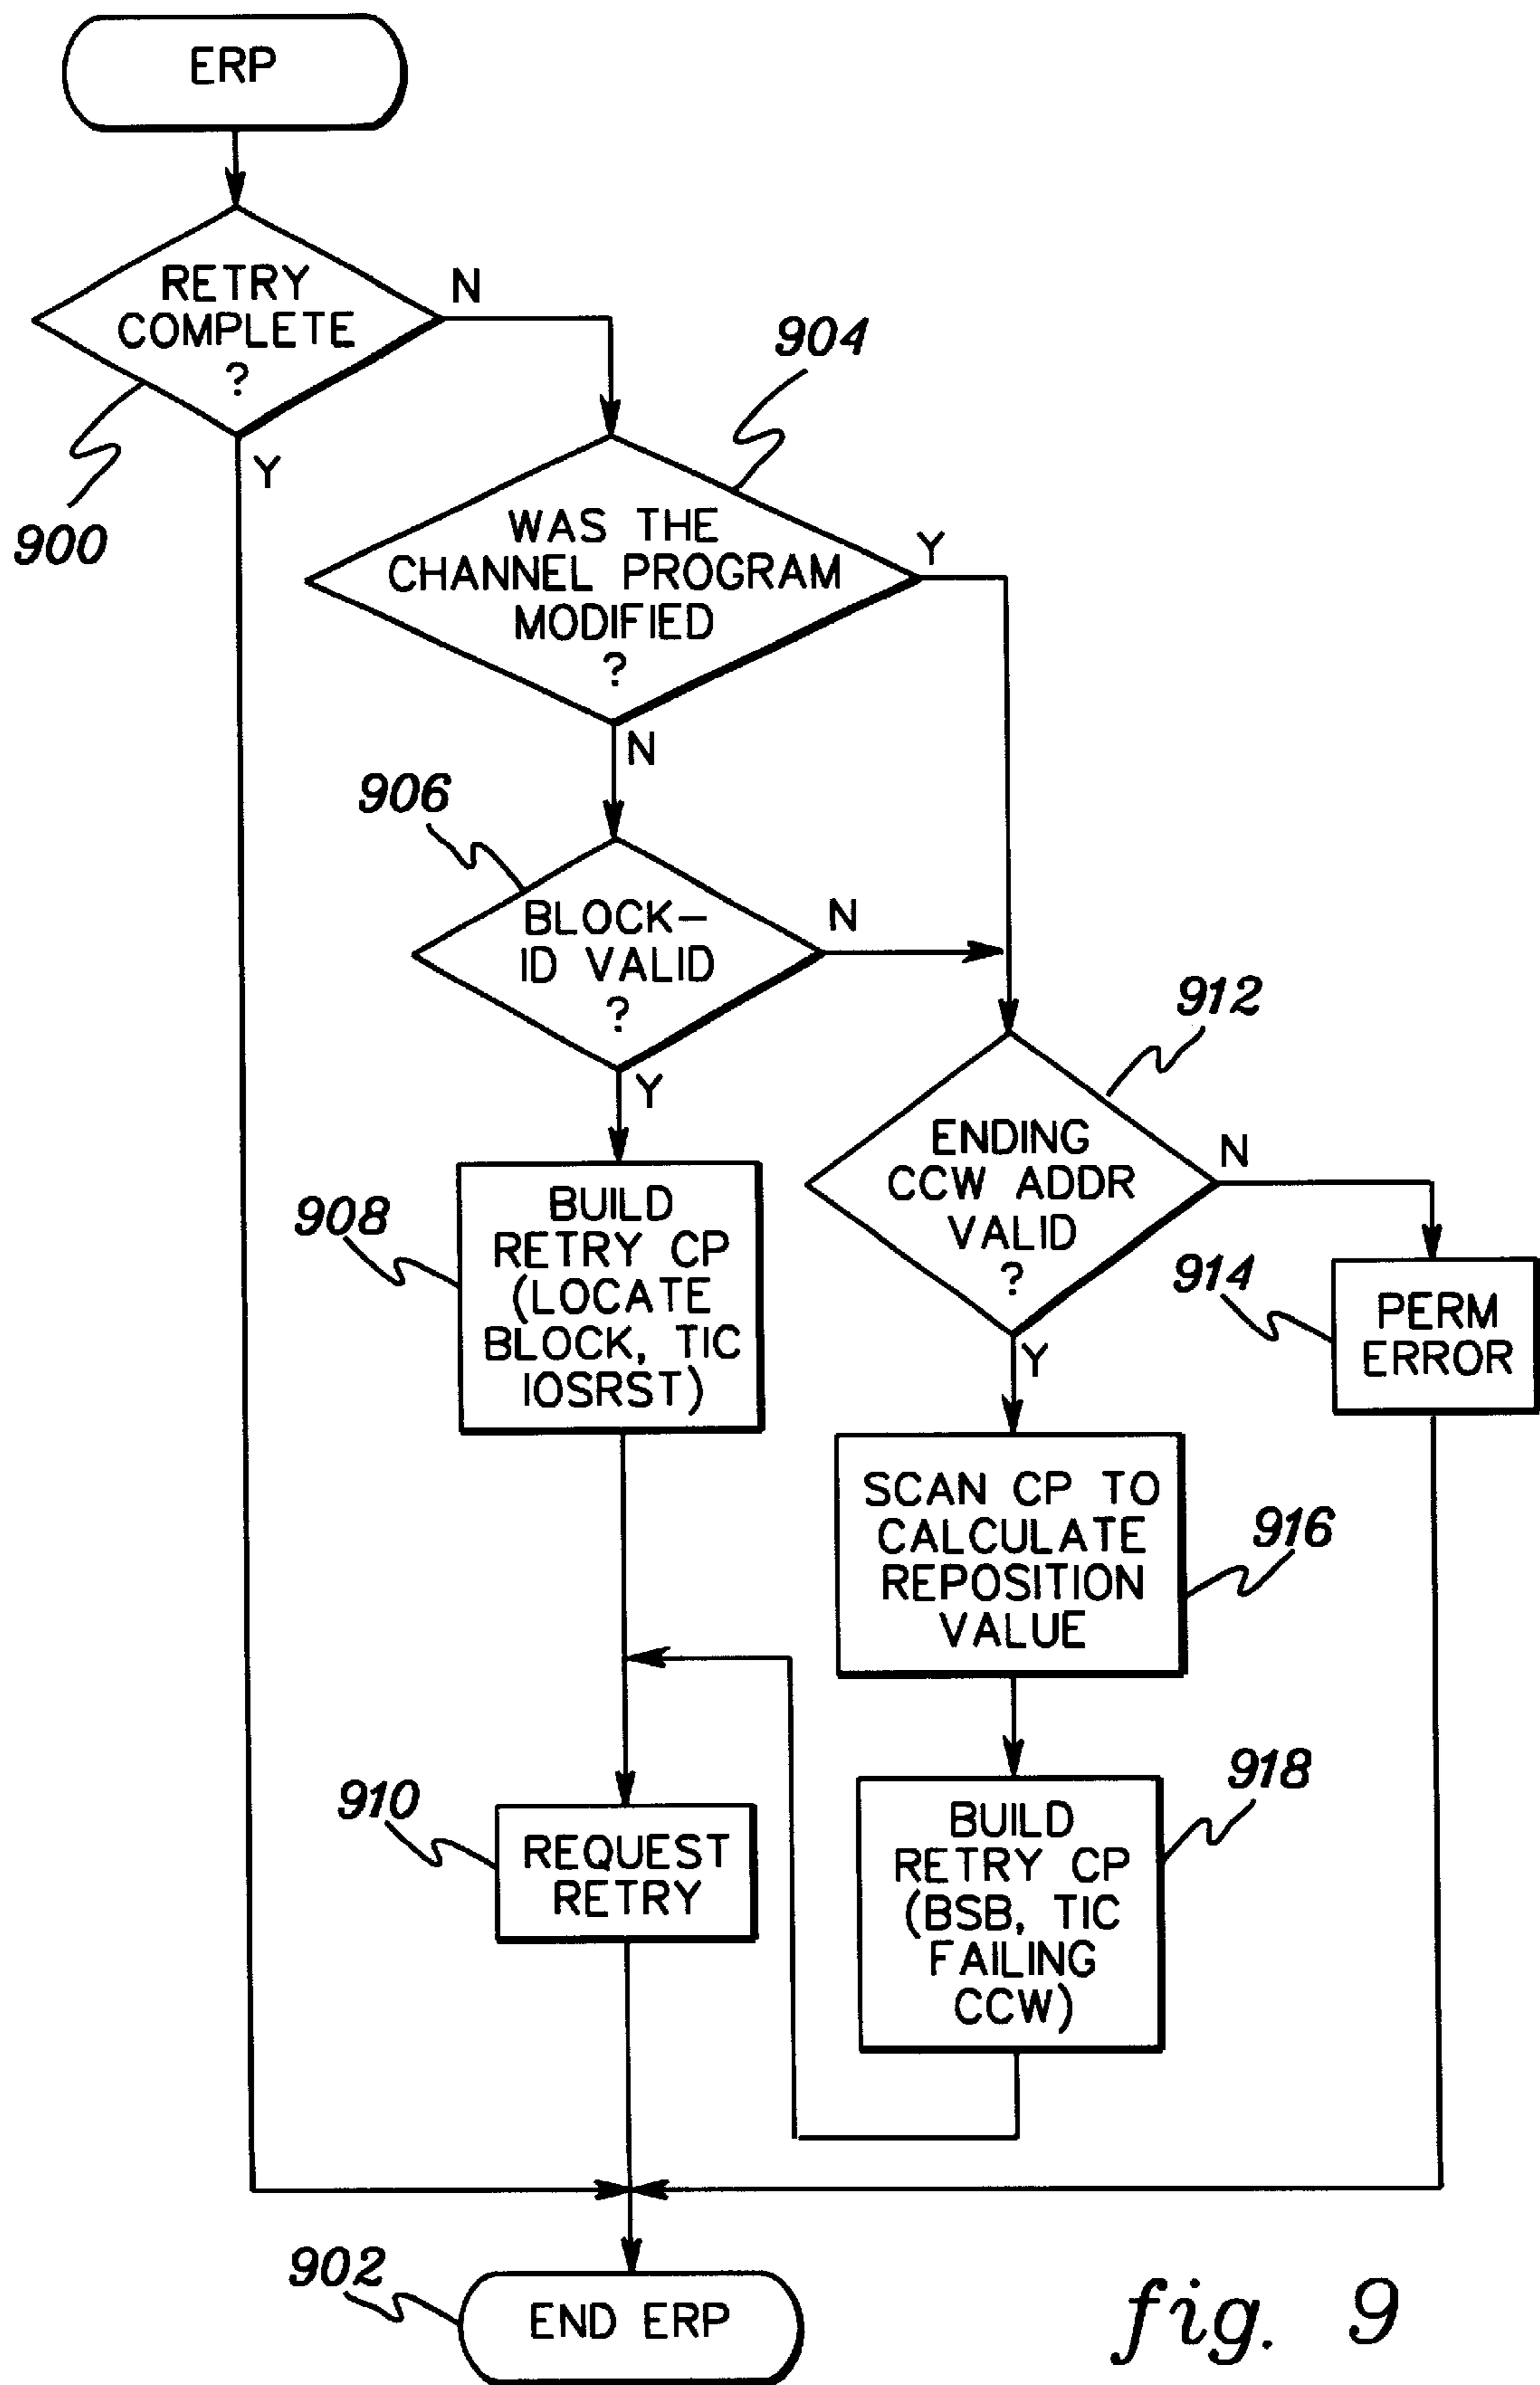 ERP
RETRY
COMPLETE
?
N
Y
900
904
WAS THE
CHANNEL PROGRAM
MODIFIED
?
Y
N
906
BLOCK-
ID VALID
?
N
Y
912
ENDING
CCW ADDR
VALID
?
N
Y
908
BUILD
RETRY CP
(LOCATE
BLOCK, TIC
IOSRST)
914
PERM
ERROR
SCAN CP TO
CALCULATE
REPOSITION
VALUE
916
910
REQUEST
RETRY
918
BUILD
RETRY CP
(BSB, TIC
FAILING
CCW)
902
END ERP
fig. 9